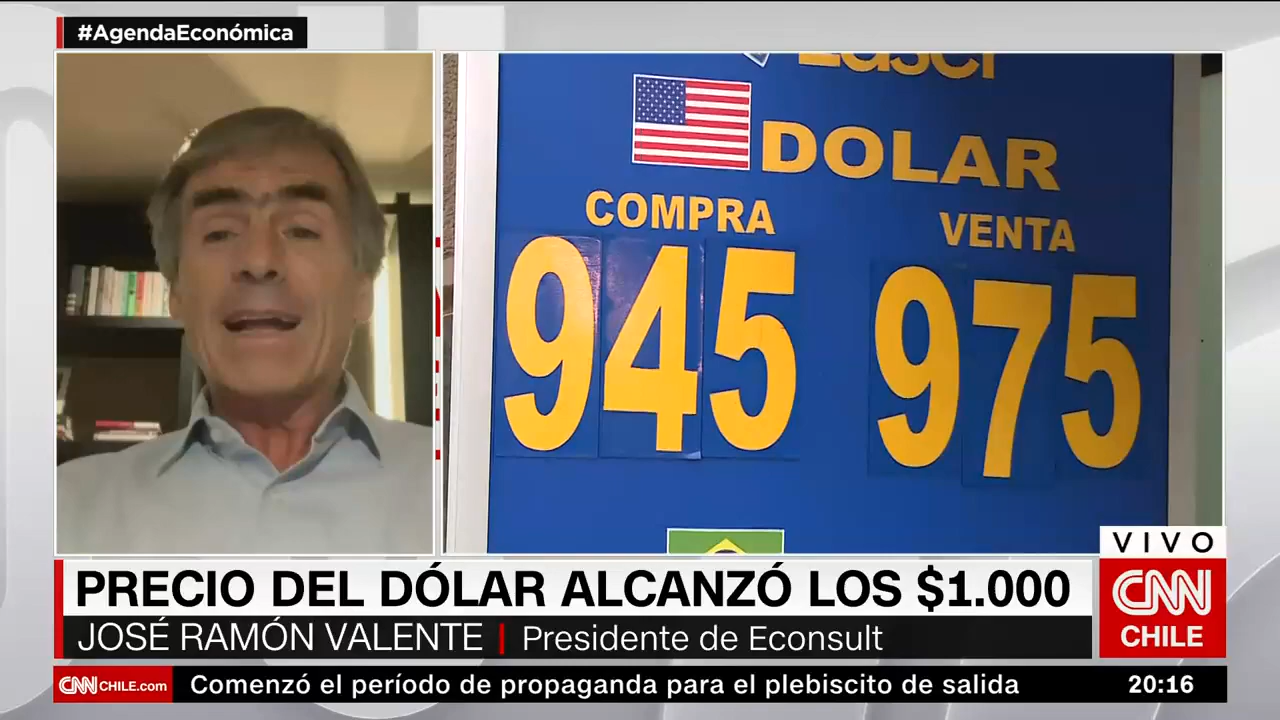 #AgendaEconómica
DOLAR
COMPRA
VENTA
945
975
PRECIO DEL DÓLAR ALCANZÓ LOS $1.000
JOSÉ RAMÓN VALENTE | Presidente de Econsult
VIVO
CNN
CHILE
CNNCHILE.com
Comenzó el período de propaganda para el plebiscito de salida
20:16